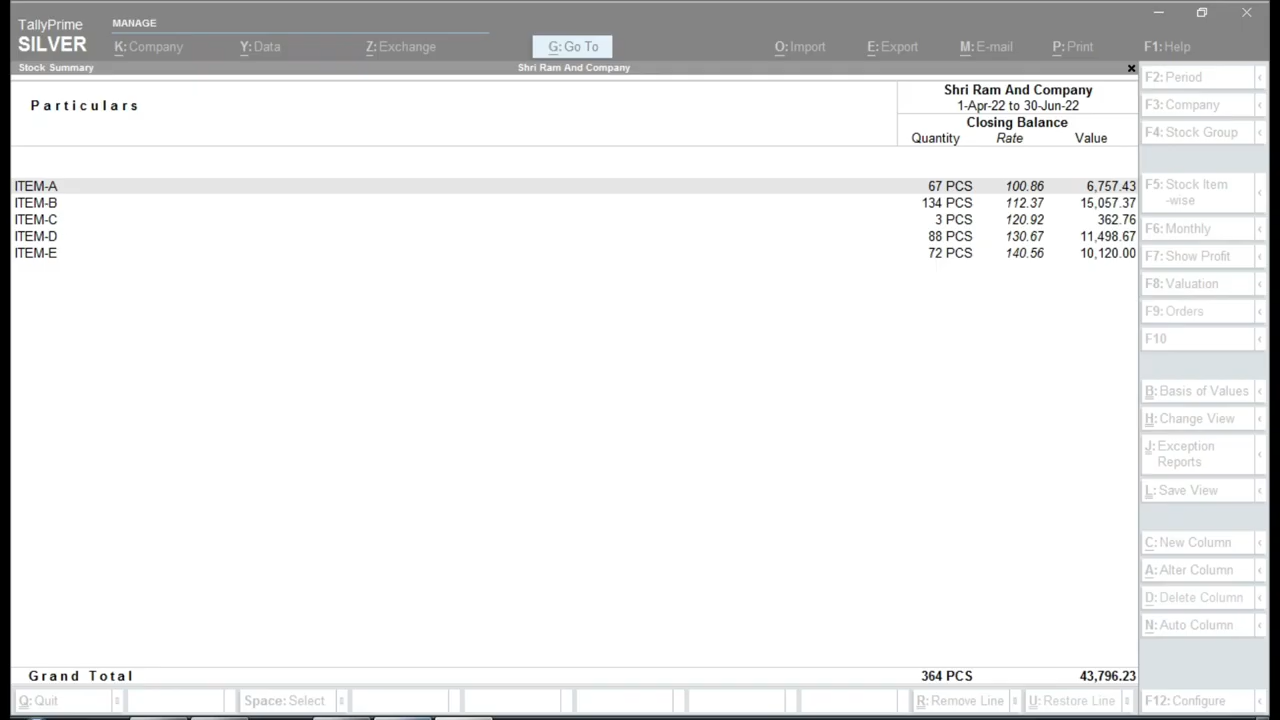 TallyPrime
MANAGE
SILVER
K: Company
Y: Data
Z: Exchange
G: Go To
O: Import
E: Export
M: E-mail
P: Print
F1: Help
Stock Summary
Shri Ram And Company
Particulars
Shri Ram And Company
1-Apr-22 to 30-Jun-22
Closing Balance
Quantity Rate Value
ITEM-A 67 PCS 100.86 6,757.43
ITEM-B 134 PCS 112.37 15,057.37
ITEM-C 3 PCS 120.92 362.76
ITEM-D 88 PCS 130.67 11,498.67
ITEM-E 72 PCS 140.56 10,120.00
Grand Total 364 PCS 43,796.23
F2: Period
F3: Company
F4: Stock Group
F5: Stock Item
-wise
F6: Monthly
F7: Show Profit
F8: Valuation
F9: Orders
F10
B: Basis of Values
H: Change View
J: Exception
Reports
L: Save View
C: New Column
A: Alter Column
D: Delete Column
N: Auto Column
Q: Quit
Space: Select
R: Remove Line
U: Restore Line
F12: Configure